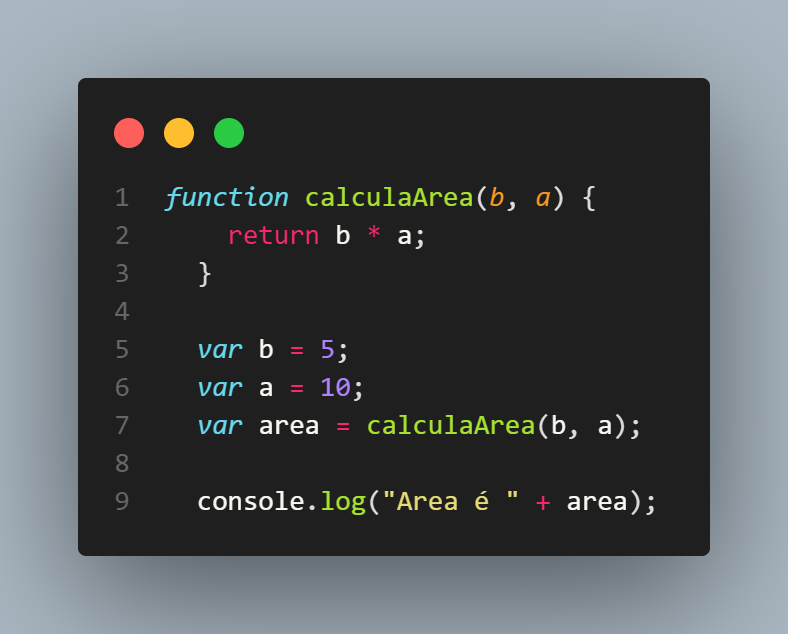 1 function calculaArea(b, a) {
2     return b * a;
3   }
4
5   var b = 5;
6   var a = 10;
7   var area = calculaArea(b, a);
8
9   console.log("Area é " + area);